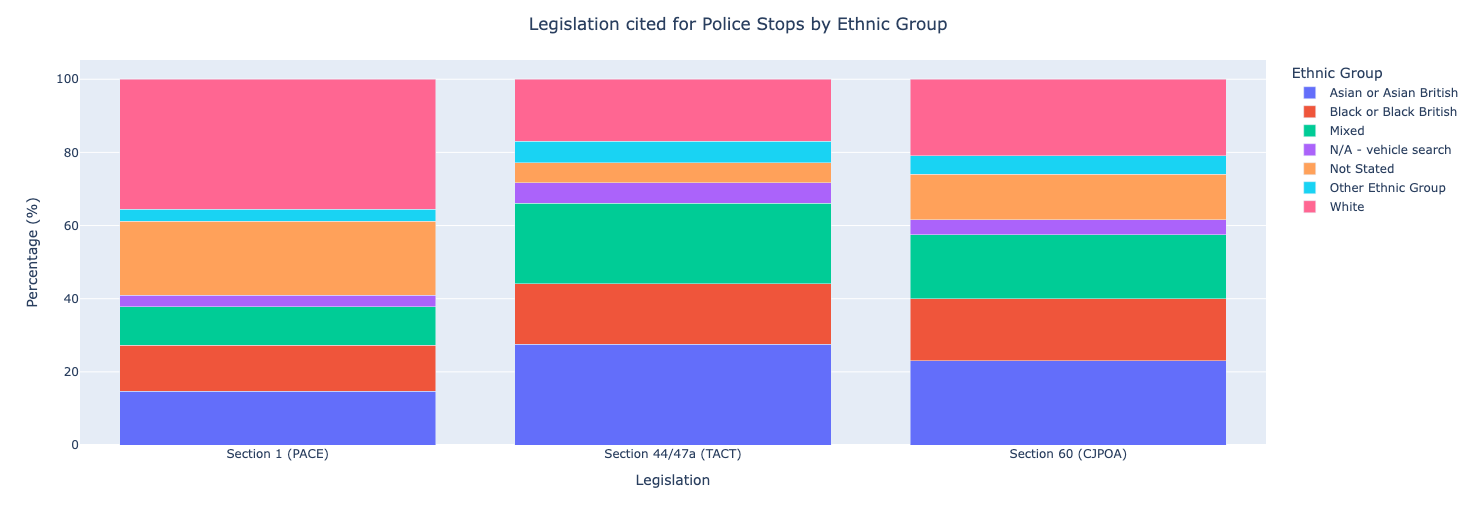 Legislation cited for Police Stops by Ethnic Group
Percentage (%)
100
80
60
40
20
0
Section 1 (PACE)
Section 44/47a (TACT)
Section 60 (CJPOA)
Legislation
Ethnic Group
Asian or Asian British
Black or Black British
Mixed
N/A - vehicle search
Not Stated
Other Ethnic Group
White